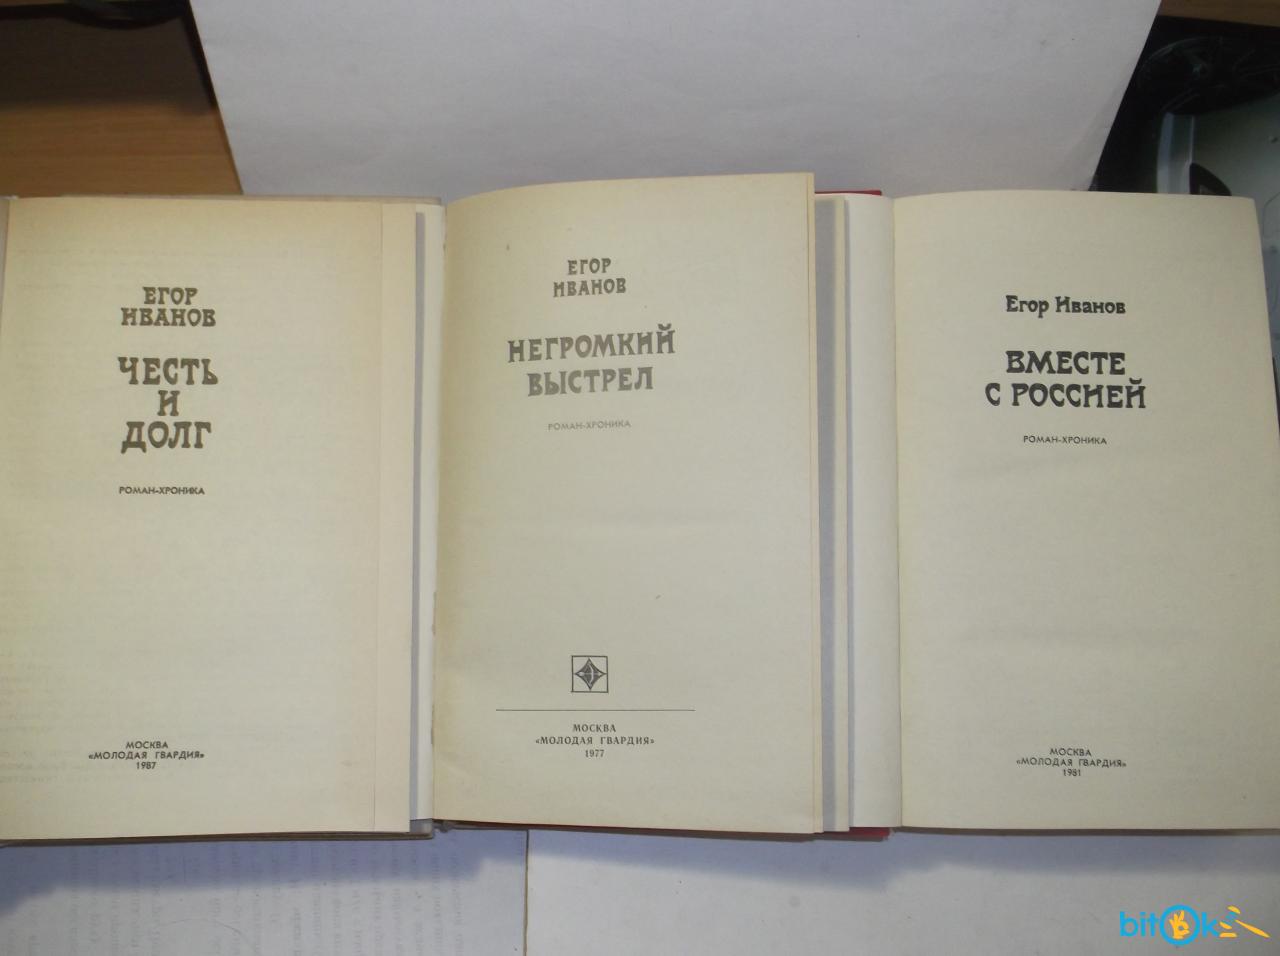 ЕГОР
ИВАНОВ
ЧЕСТЬ
И
ДОЛГ
РОМАН-ХРОНИКА
МОСКВА
«МОЛОДАЯ ГВАРДИЯ»
1987
ЕГОР
ИВАНОВ
НЕГРОМКИЙ
ВЫСТРЕЛ
РОМАН-ХРОНИКА
МОСКВА
«МОЛОДАЯ ГВАРДИЯ»
1977
Егор Иванов
ВМЕСТЕ
С РОССИЕЙ
РОМАН-ХРОНИКА
МОСКВА
«МОЛОДАЯ ГВАРДИЯ»
1981
bitOk